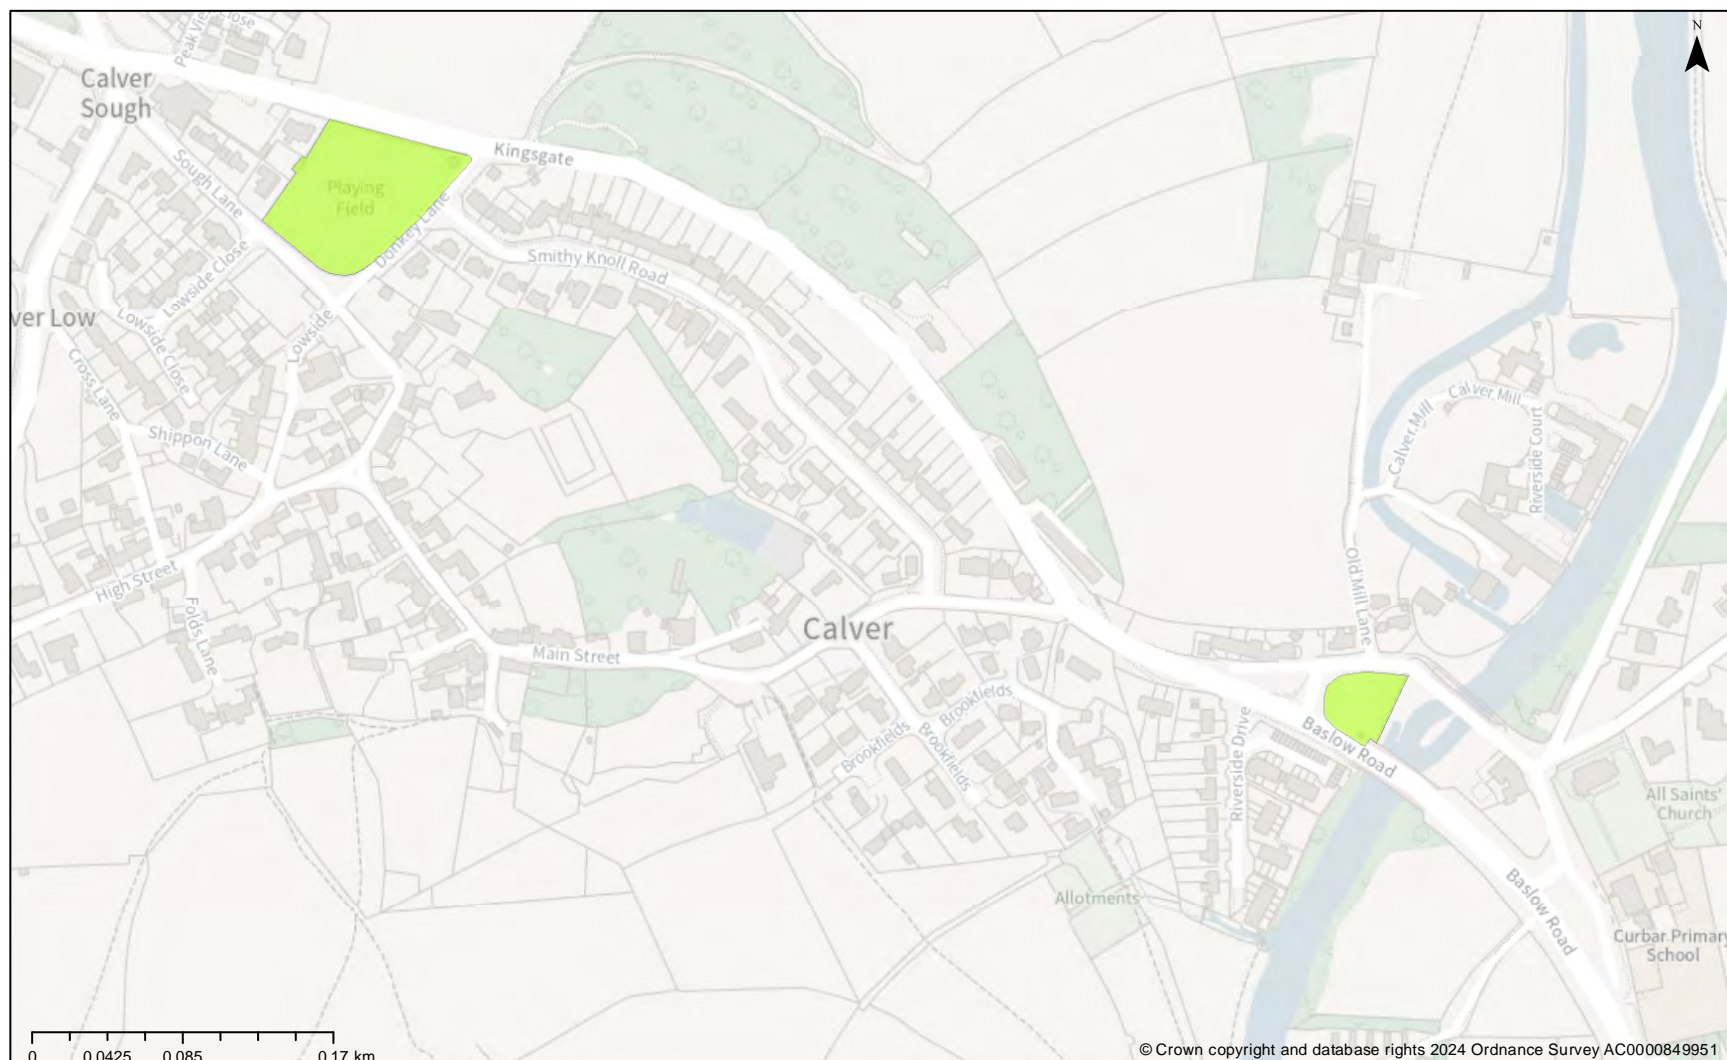 Close
Peak View
N
Calver
Sough
Kingsgate
Playing
Field
Sough Lane
Donkey Lane
Lowside Close
Smithy Knoll Road
ver Low
Lowside Close
Lowside
Cross Lane
Shippon Lane
Calver Mill
Calver Mill
Riverside Court
High Street
Folds Lane
Old Mill Lane
Calver
Main Street
Brookfields
Brookfields
Brookfields
Riverside Drive
Baslow Road
All Saints'
Church
Allotments
Baslow Road
Curbar Primary
School
0 0.0425 0.085 0.17 km
© Crown copyright and database rights 2024 Ordnance Survey AC0000849951